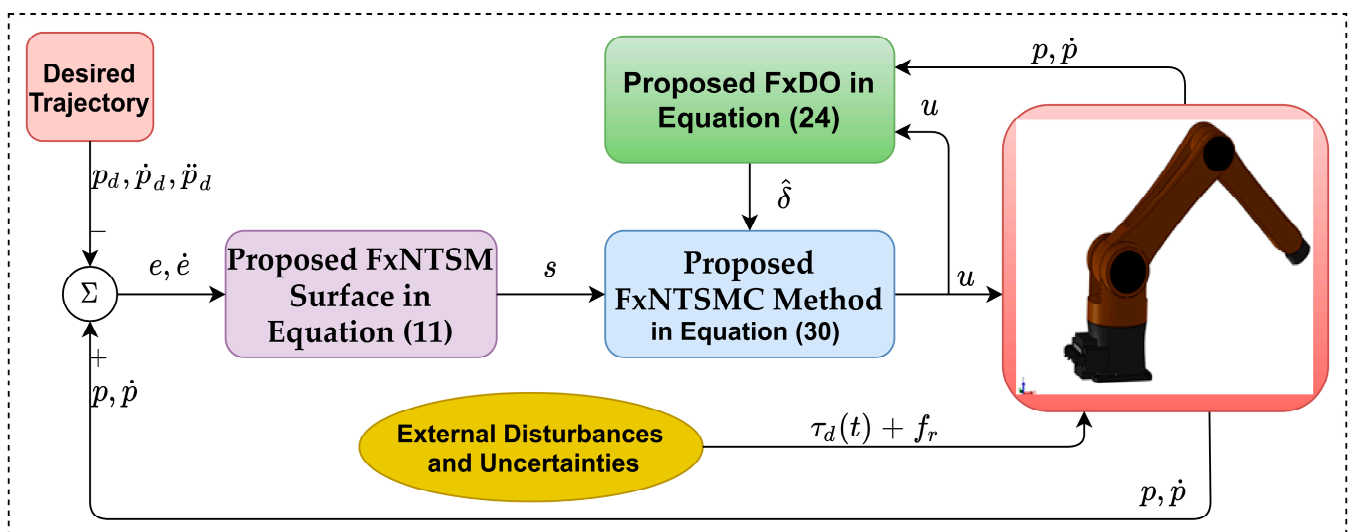 Desired
Trajectory
Proposed FxDO in
Equation (24)
p, ṗ
u
p_d, ṗ_d, p̈_d
δ̂
−
e, ė
Σ
Proposed FxNTSM
Surface in
Equation (11)
s
Proposed
FxNTSMC Method
in Equation (30)
u
+
p, ṗ
External Disturbances
and Uncertainties
τ_d(t) + f_r
p, ṗ